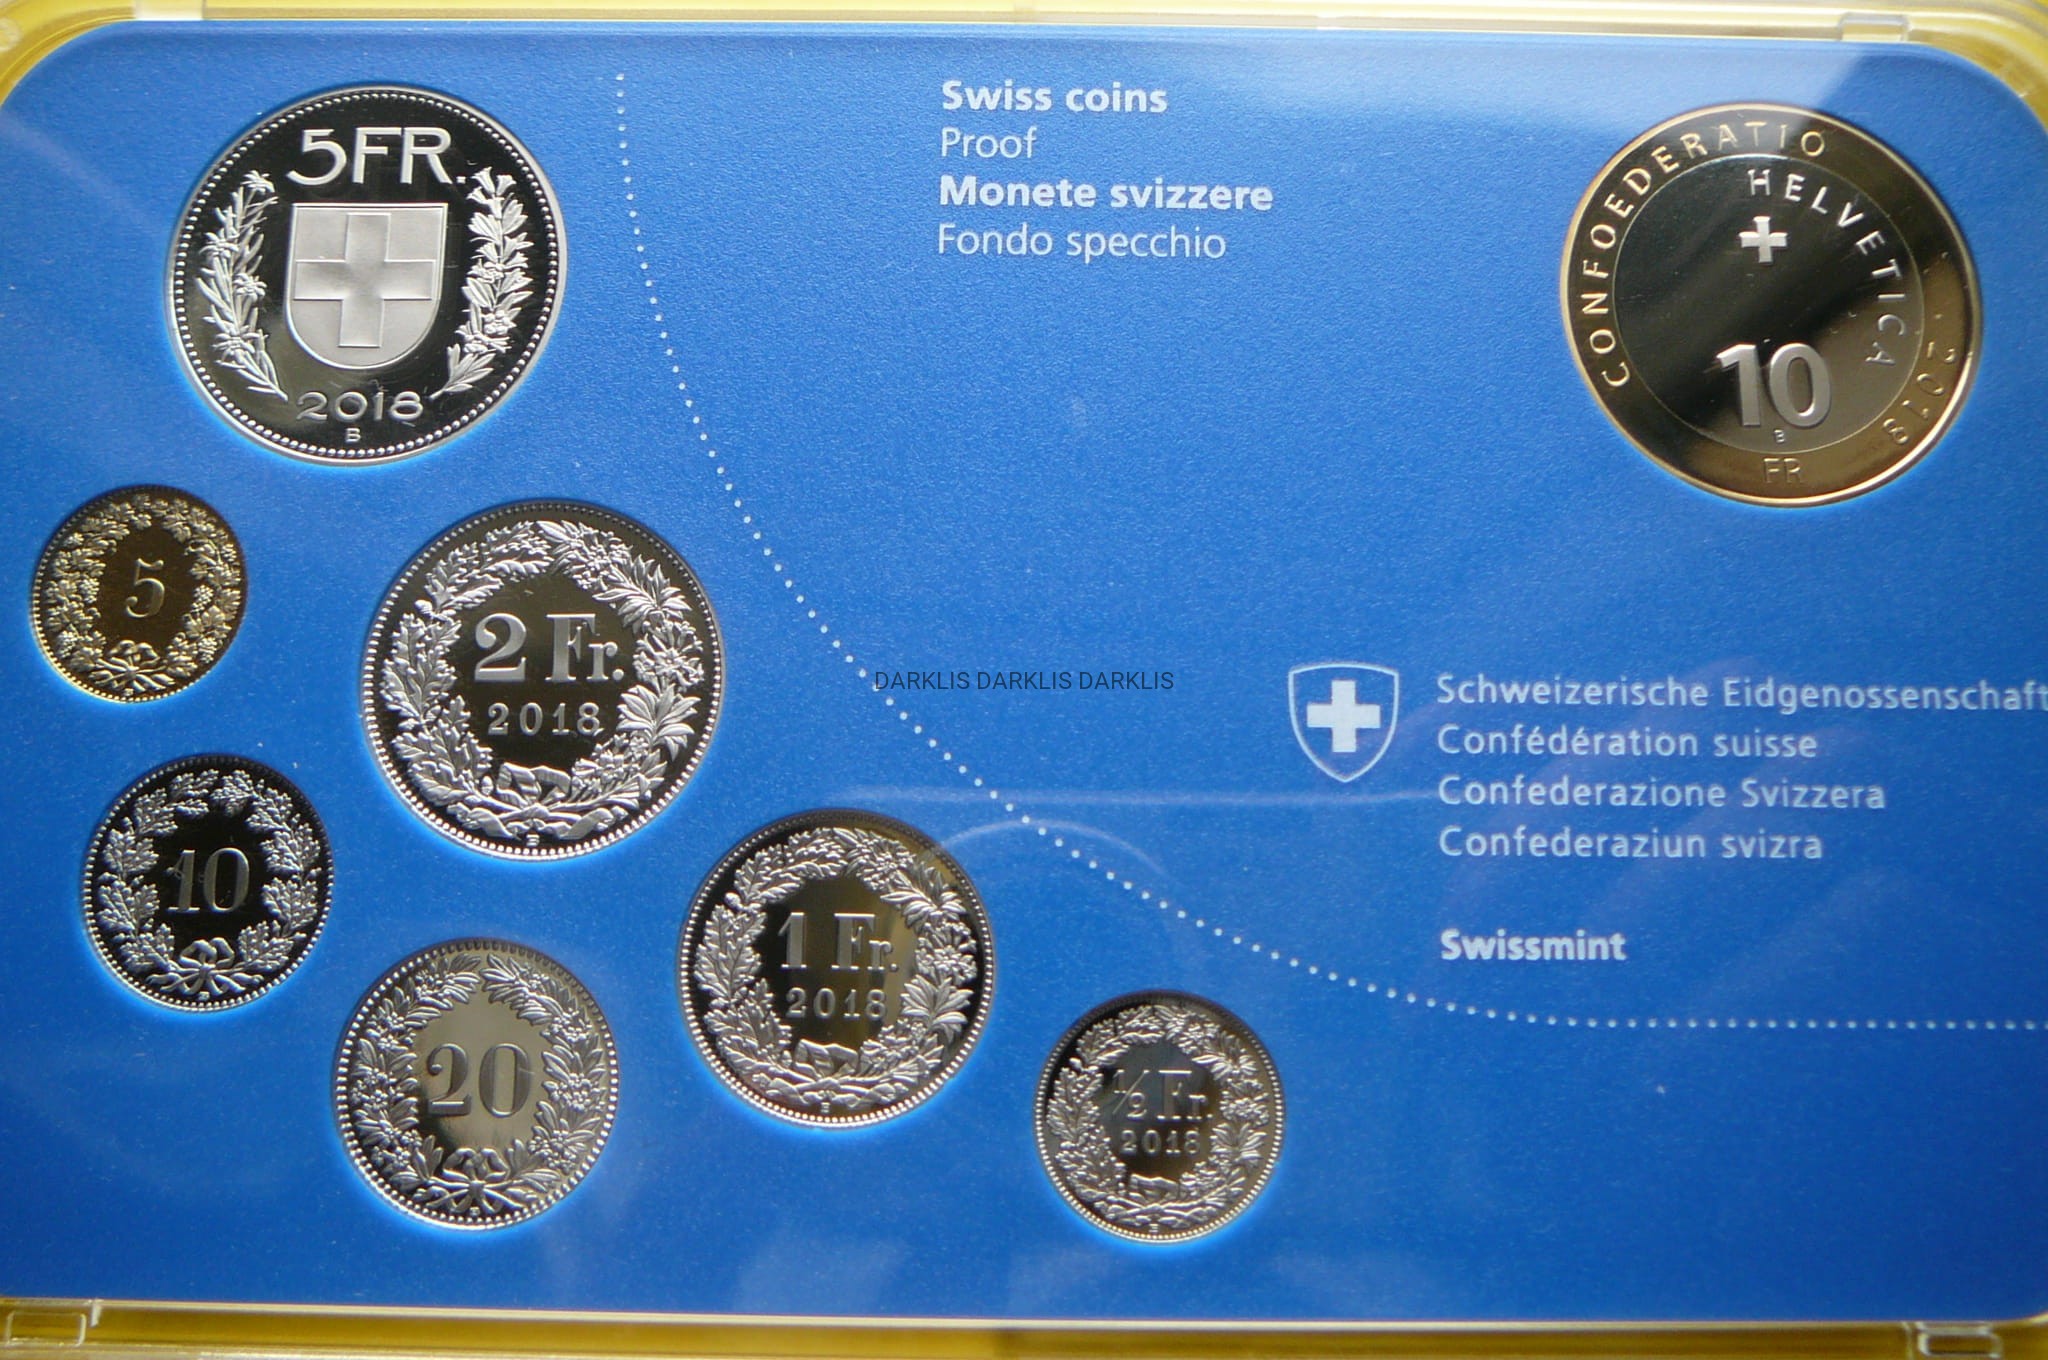 5FR.
2018
B
Swiss coins
Proof
Monete svizzere
Fondo specchio
CONFOEDERATIO
HELVETICA
2018
10
B
FR
5
2 Fr.
2018
B
DARKLIS DARKLIS DARKLIS
Schweizerische Eidgenossenschaft
Confédération suisse
Confederazione Svizzera
Confederaziun svizra
Swissmint
10
20
1 Fr.
2018
B
1/2 Fr.
2018
B